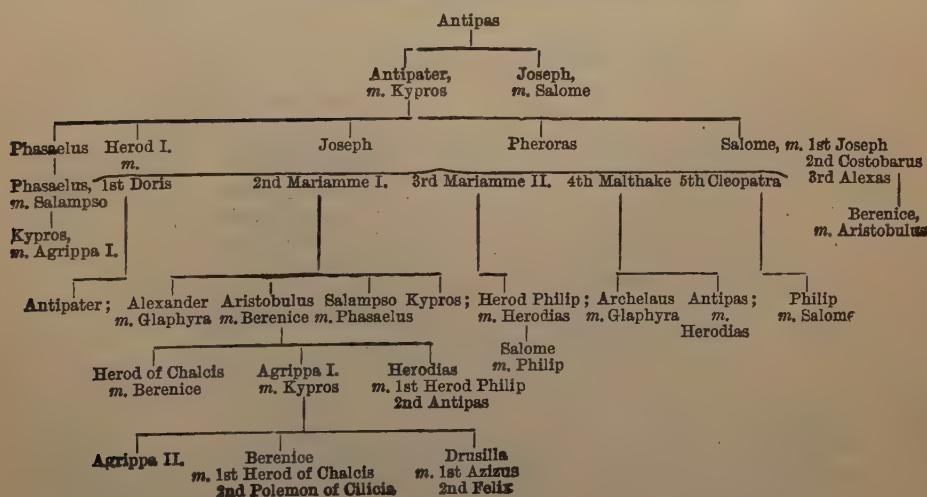 Antipas
Antipater, Joseph,
m. Kypros m. Salome
Phasaelus Herod I. Joseph Pheroras Salome, m. 1st Joseph
m. 2nd Costobarus
Phasaelus, 1st Doris 2nd Mariamme I. 3rd Mariamme II. 4th Malthake 5th Cleopatra 3rd Alexas
m. Salampso
Berenice,
Kypros, m. Aristobulus
m. Agrippa I.
Antipater; Alexander Aristobulus Salampso Kypros; Herod Philip; Archelaus Antipas; Philip
m. Glaphyra m. Berenice m. Phasaelus m. Herodias m. Glaphyra m. m. Salome
Herodias
Salome
m. Philip
Herod of Chalcis Agrippa I. Herodias
m. Berenice m. Kypros m. 1st Herod Philip
2nd Antipas
Agrippa II. Berenice Drusilla
m. 1st Herod of Chalcis m. 1st Azizus
2nd Polemon of Cilicia 2nd Felix